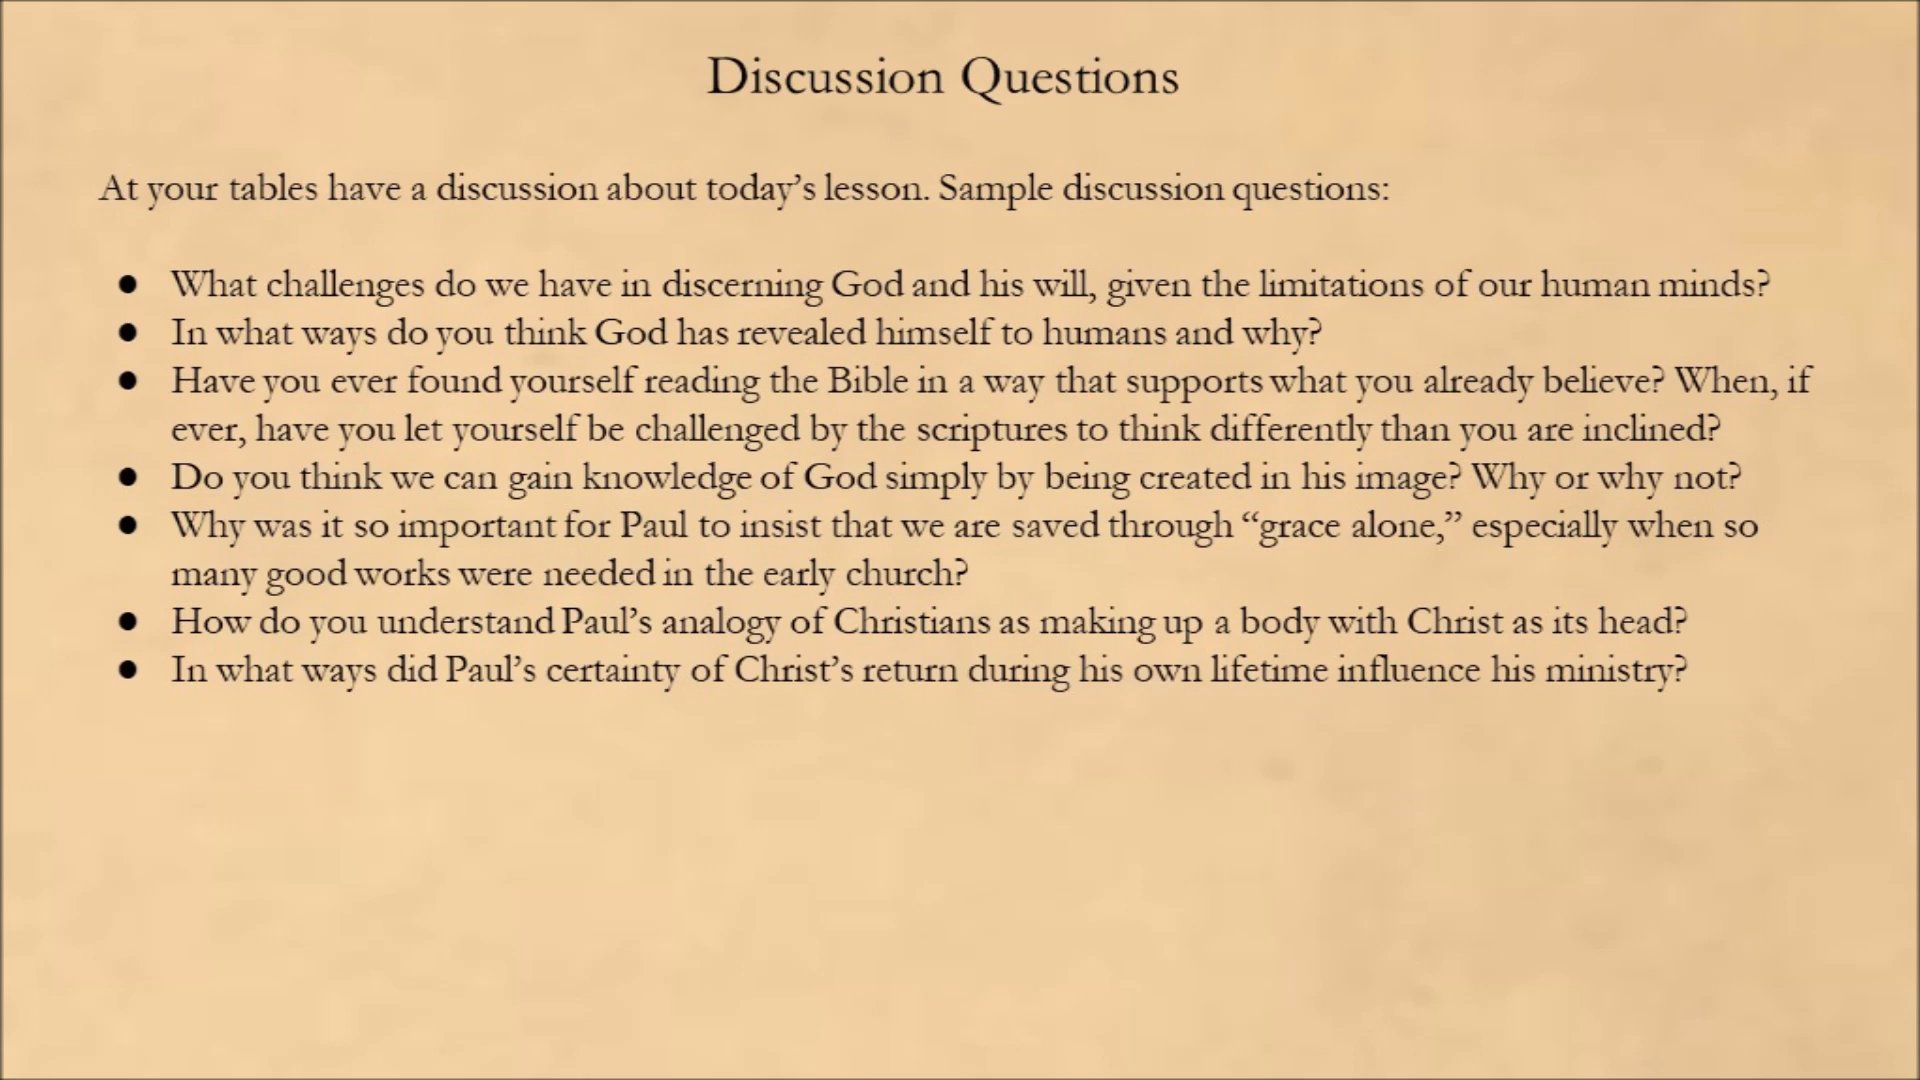 Discussion Questions
At your tables have a discussion about today’s lesson. Sample discussion questions:
● What challenges do we have in discerning God and his will, given the limitations of our human minds?
● In what ways do you think God has revealed himself to humans and why?
● Have you ever found yourself reading the Bible in a way that supports what you already believe? When, if
ever, have you let yourself be challenged by the scriptures to think differently than you are inclined?
● Do you think we can gain knowledge of God simply by being created in his image? Why or why not?
● Why was it so important for Paul to insist that we are saved through “grace alone,” especially when so
many good works were needed in the early church?
● How do you understand Paul’s analogy of Christians as making up a body with Christ as its head?
● In what ways did Paul’s certainty of Christ’s return during his own lifetime influence his ministry?